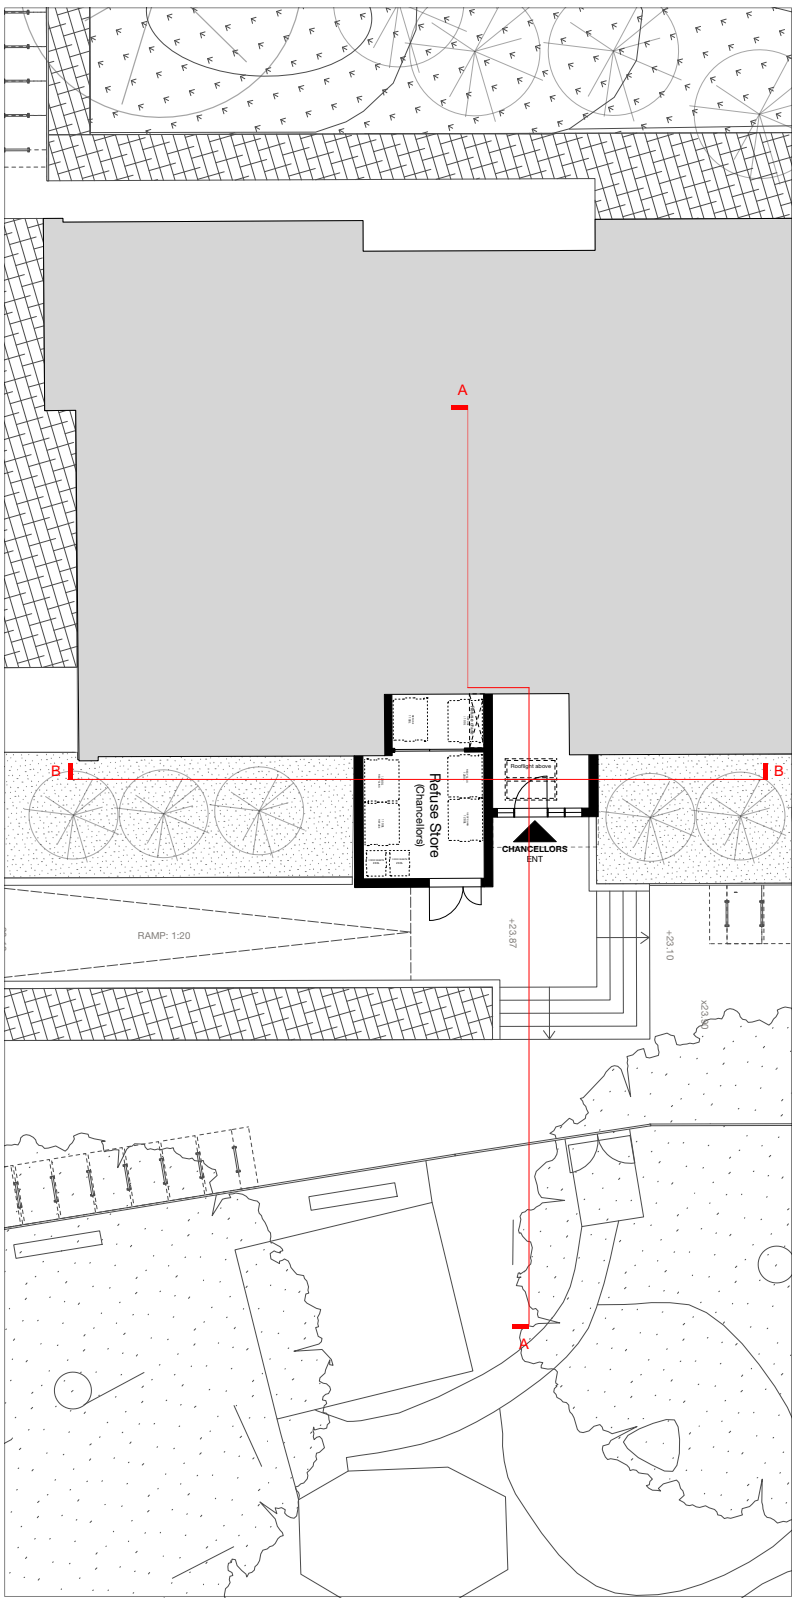 A
B
B
Rooflight above
Refuse Store
(Chancellors)
CHANCELLORS
ENT
RAMP: 1:20
+23.87
+23.10
A